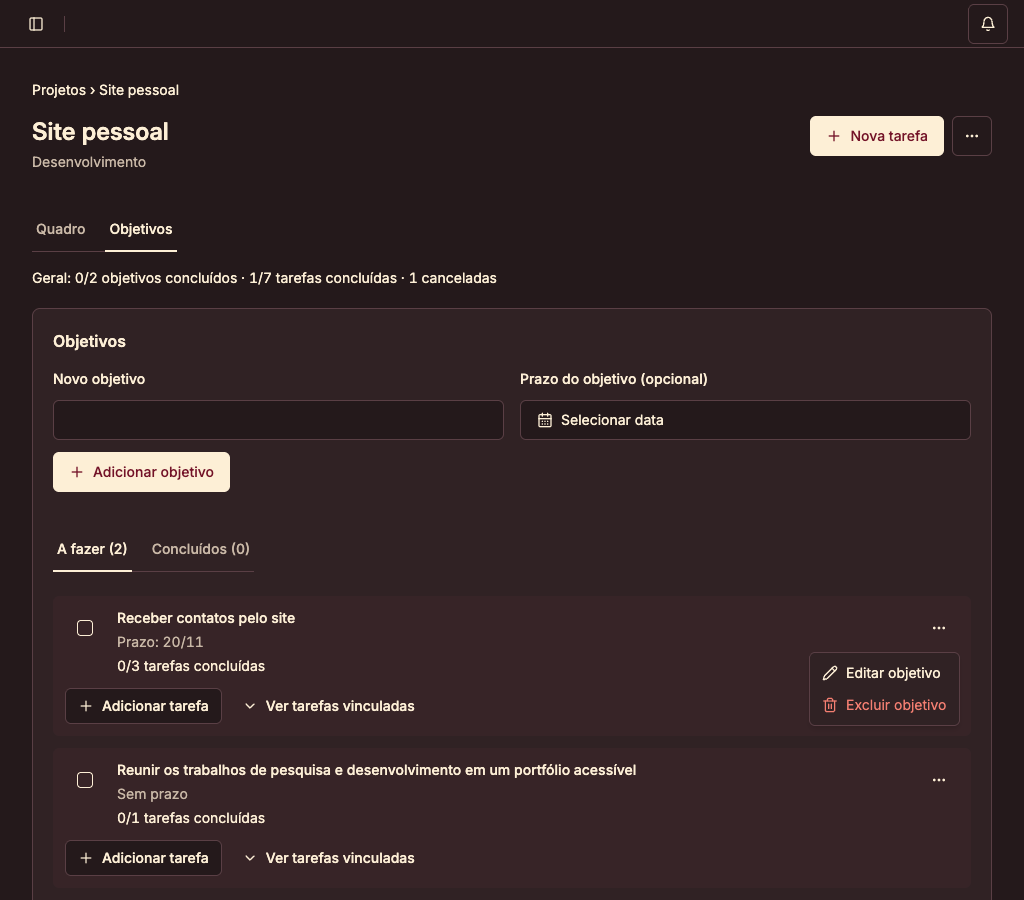 Projetos › Site pessoal
Site pessoal
Desenvolvimento
Nova tarefa
Quadro
Objetivos
Geral: 0/2 objetivos concluídos · 1/7 tarefas concluídas · 1 canceladas
Objetivos
Novo objetivo
Prazo do objetivo (opcional)
Selecionar data
Adicionar objetivo
A fazer (2)
Concluídos (0)
Receber contatos pelo site
Prazo: 20/11
0/3 tarefas concluídas
Adicionar tarefa
Ver tarefas vinculadas
Editar objetivo
Excluir objetivo
Reunir os trabalhos de pesquisa e desenvolvimento em um portfólio acessível
Sem prazo
0/1 tarefas concluídas
Adicionar tarefa
Ver tarefas vinculadas